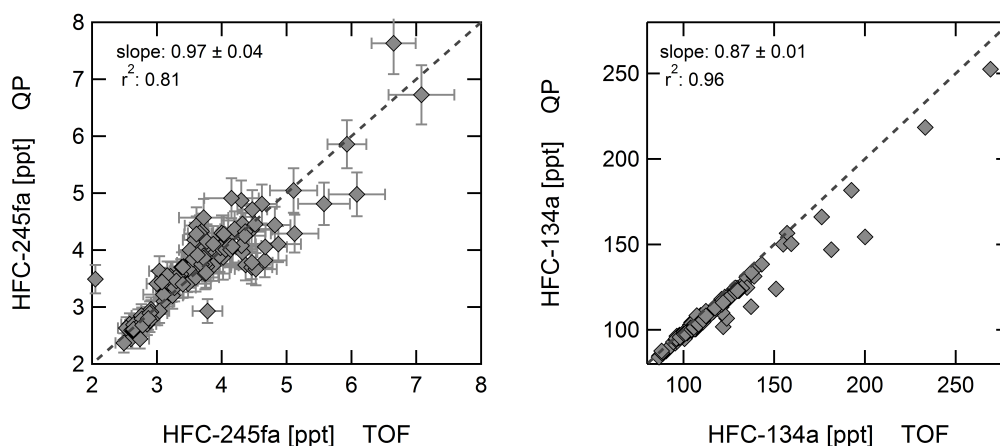 8
7
6
5
4
3
2
slope: 0.97 ± 0.04
r²: 0.81
HFC-245fa [ppt] QP
2 3 4 5 6 7 8
HFC-245fa [ppt] TOF
250
200
150
100
slope: 0.87 ± 0.01
r²: 0.96
HFC-134a [ppt] QP
100 150 200 250
HFC-134a [ppt] TOF